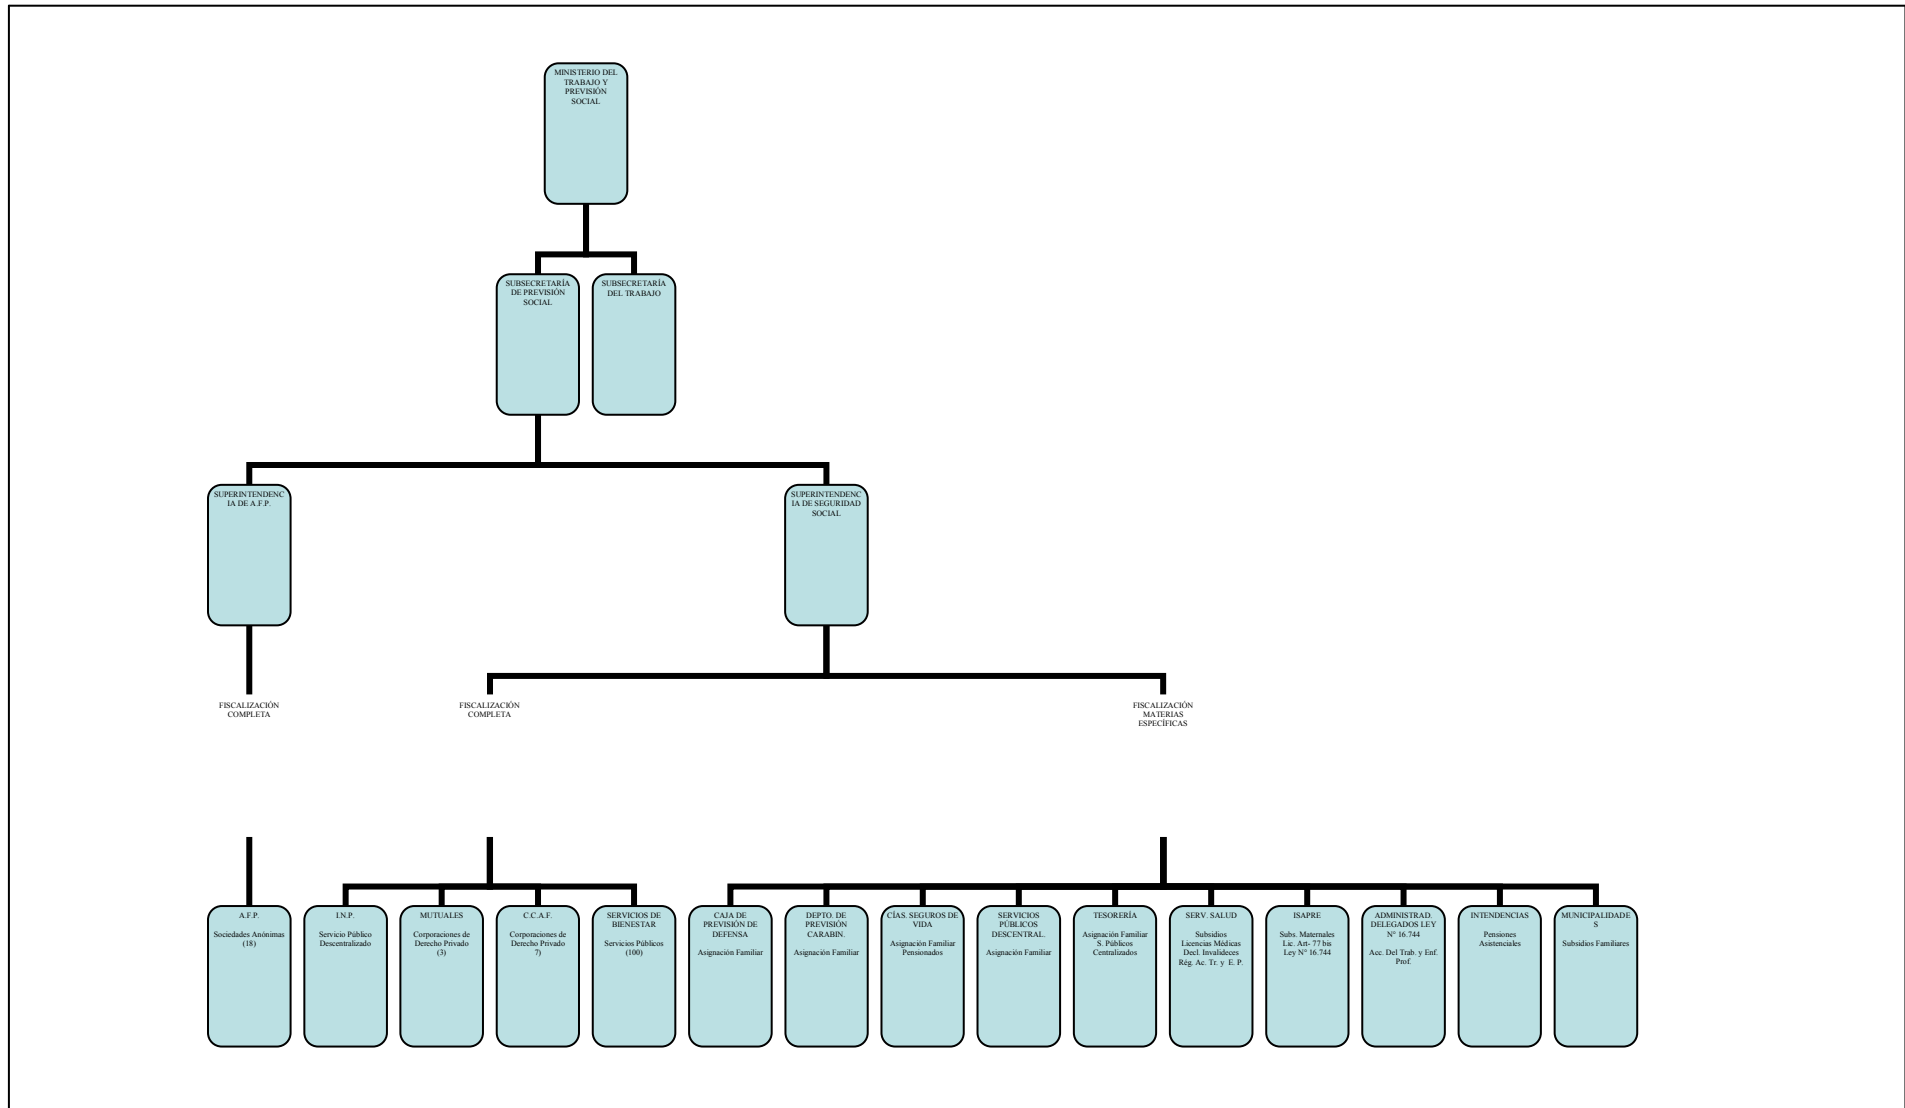 MINISTERIO DEL
TRABAJO Y
PREVISIÓN
SOCIAL
SUBSECRETARÍA
DE PREVISIÓN
SOCIAL
SUBSECRETARÍA
DEL TRABAJO
SUPERINTENDENC
IA DE A.F.P.
SUPERINTENDENC
IA DE SEGURIDAD
SOCIAL
FISCALIZACIÓN
COMPLETA
FISCALIZACIÓN
COMPLETA
FISCALIZACIÓN
MATERIAS
ESPECÍFICAS
A.F.P.
Sociedades Anónimas
(18)
I.N.P.
Servicio Público
Descentralizado
MUTUALES
Corporaciones de
Derecho Privado
(3)
C.C.A.F.
Corporaciones de
Derecho Privado
7)
SERVICIOS DE
BIENESTAR
Servicios Públicos
(100)
CAJA DE
PREVISIÓN DE
DEFENSA
Asignación Familiar
DEPTO. DE
PREVISIÓN
CARABIN.
Asignación Familiar
CÍAS. SEGUROS DE
VIDA
Asignación Familiar
Pensionados
SERVICIOS
PÚBLICOS
DESCENTRAL.
Asignación Familiar
TESORERÍA
Asignación Familiar
S. Públicos
Centralizados
SERV. SALUD
Subsidios
Licencias Médicas
Decl. Invalideces
Rég. Ac. Tr. y E. P.
ISAPRE
Subs. Maternales
Lic. Art- 77 bis
Ley N° 16.744
ADMINISTRAD.
DELEGADOS LEY
N° 16.744
Acc. Del Trab. y Enf.
Prof.
INTENDENCIAS
Pensiones
Asistenciales
MUNICIPALIDADE
S
Subsidios Familiares